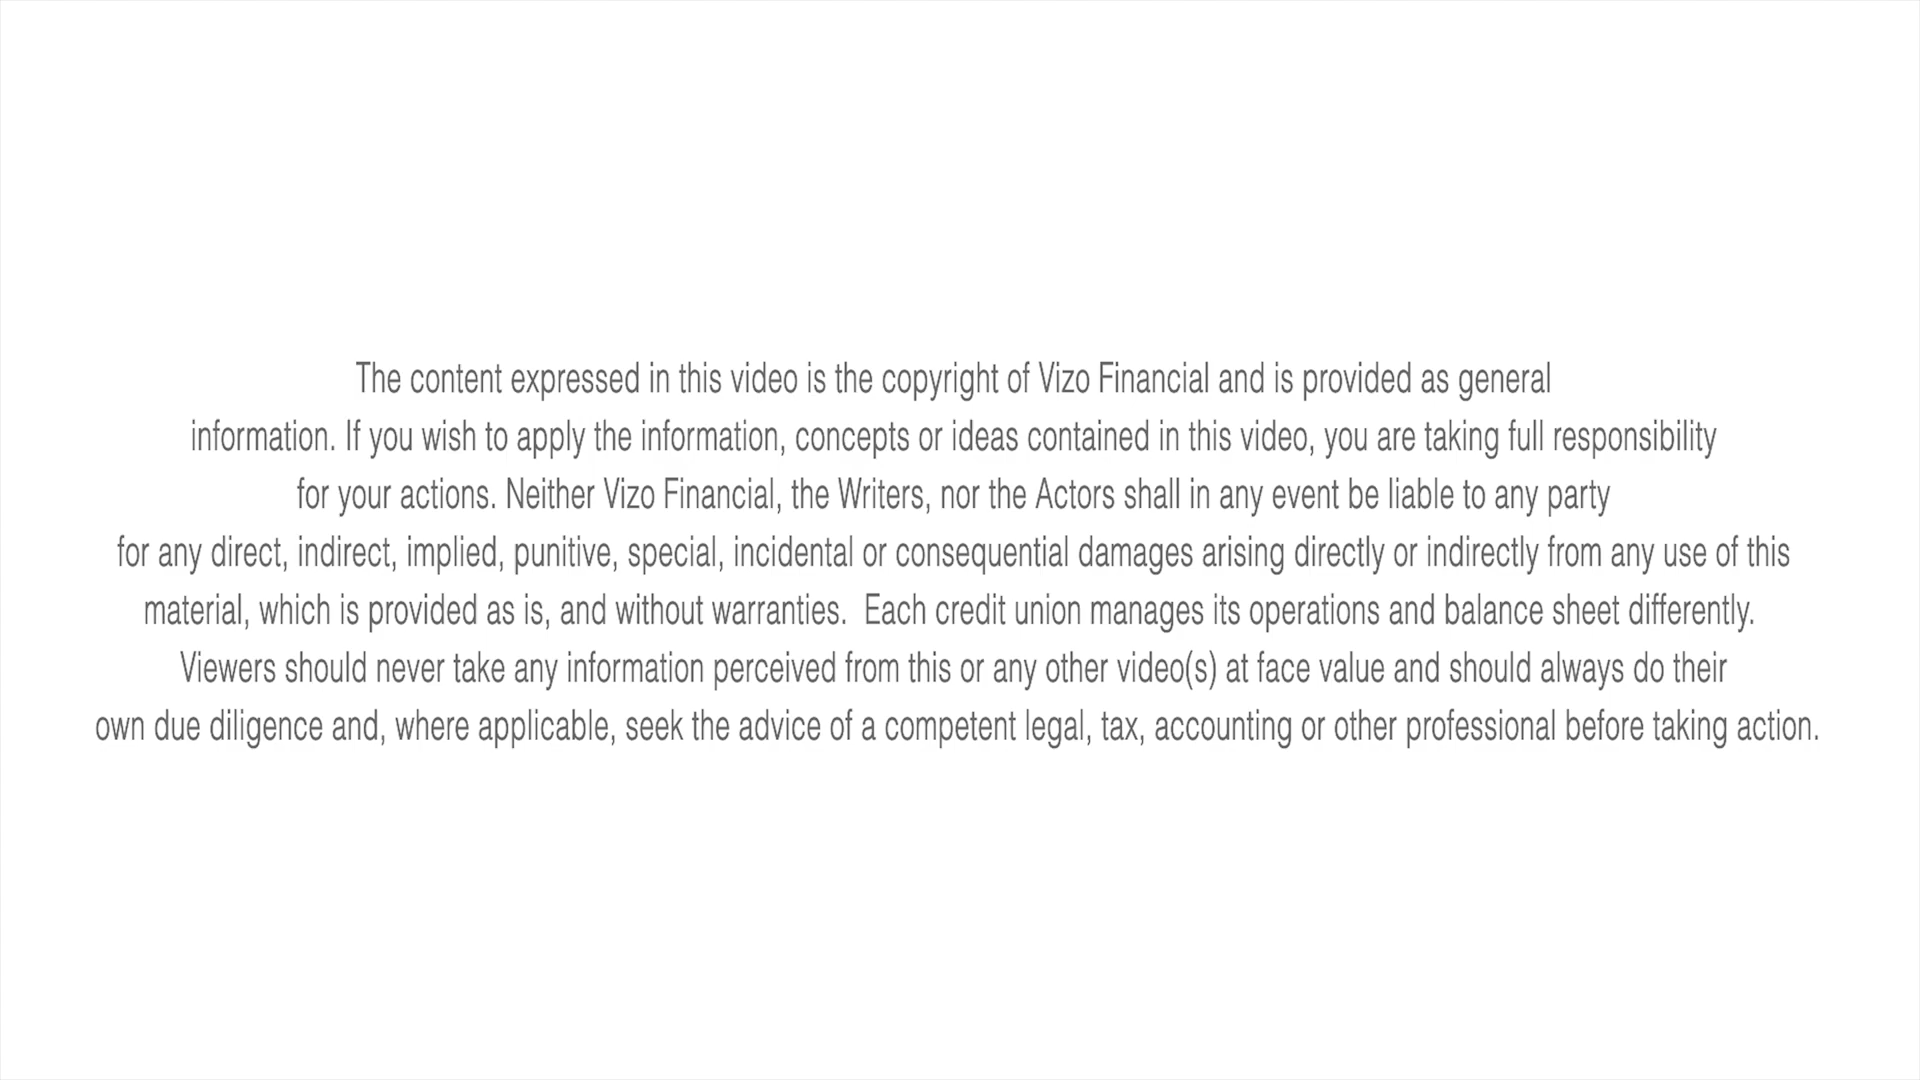 The content expressed in this video is the copyright of Vizo Financial and is provided as general
information. If you wish to apply the information, concepts or ideas contained in this video, you are taking full responsibility
for your actions. Neither Vizo Financial, the Writers, nor the Actors shall in any event be liable to any party
for any direct, indirect, implied, punitive, special, incidental or consequential damages arising directly or indirectly from any use of this
material, which is provided as is, and without warranties.  Each credit union manages its operations and balance sheet differently.
Viewers should never take any information perceived from this or any other video(s) at face value and should always do their
own due diligence and, where applicable, seek the advice of a competent legal, tax, accounting or other professional before taking action.